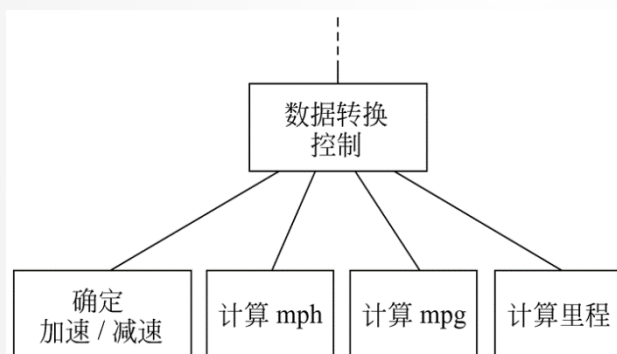 数据转换
控制
确定
加速 / 减速
计算 mph
计算 mpg
计算里程